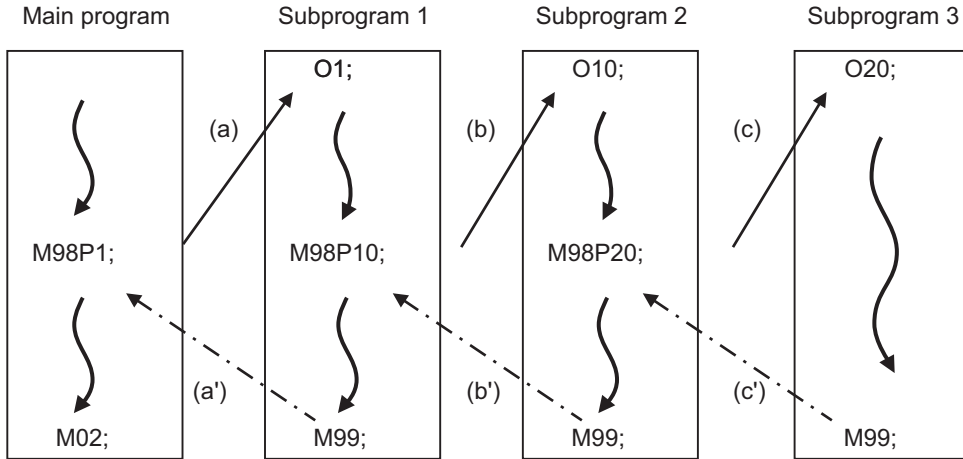 Main program
Subprogram 1
Subprogram 2
Subprogram 3
O1;
O10;
O20;
(a)
(b)
(c)
M98P1;
M98P10;
M98P20;
(a')
(b')
(c')
M02;
M99;
M99;
M99;